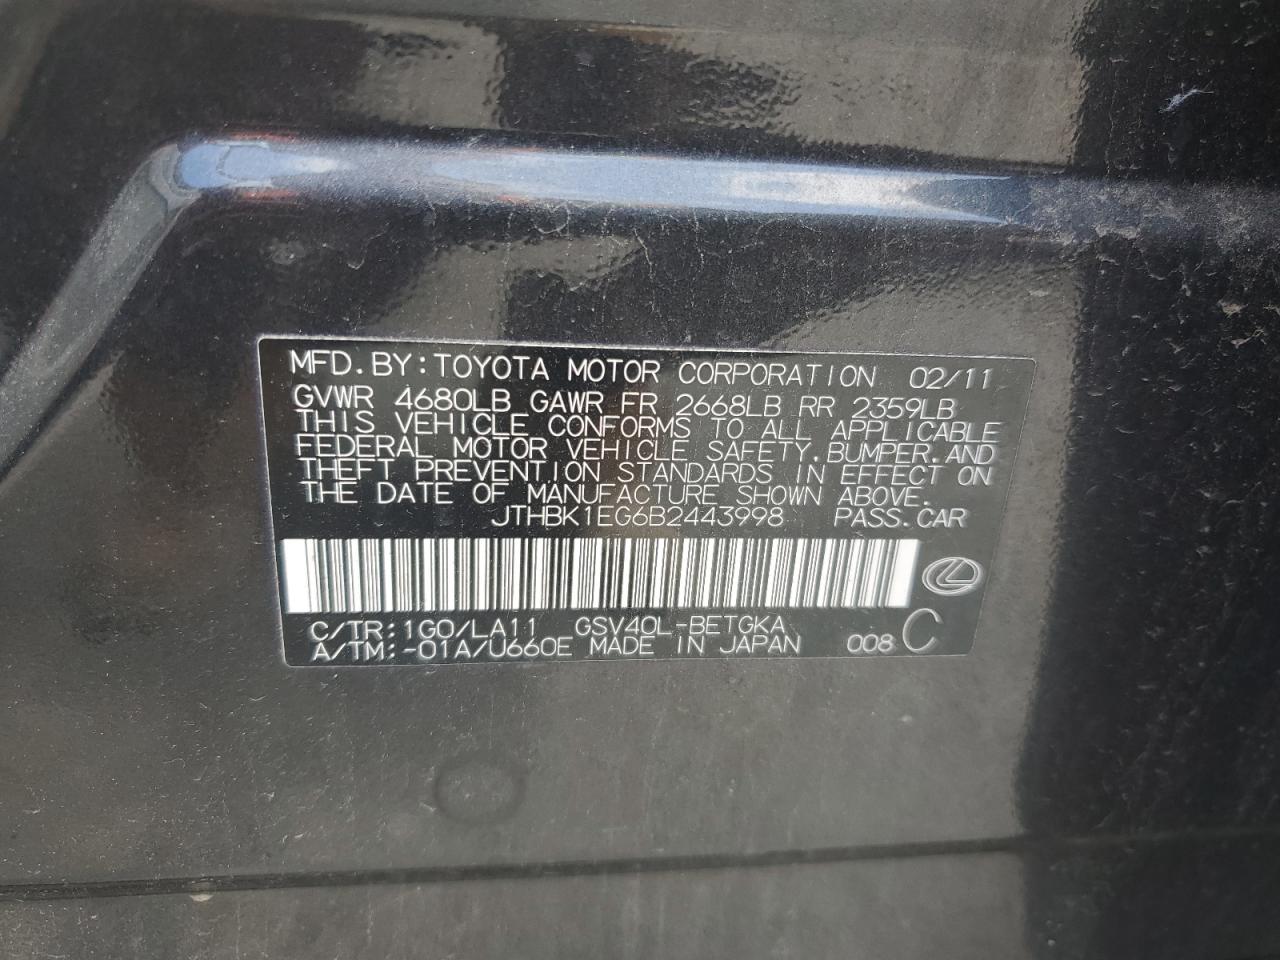 MFD.BY:TOYOTA MOTOR CORPORATION 02/11
GVWR 4680LB GAWR FR 2668LB RR 2359LB
THIS VEHICLE CONFORMS TO ALL APPLICABLE
FEDERAL MOTOR VEHICLE SAFETY.BUMPER.AND
THEFT PREVENTION STANDARDS IN EFFECT ON
THE DATE OF MANUFACTURE SHOWN ABOVE.
JTHBK1EG6B2443998 PASS.CAR
C/TR:1G0/LA11 GSV40L-BETGKA
A/TM:-01A/U660E MADE IN JAPAN 008 C